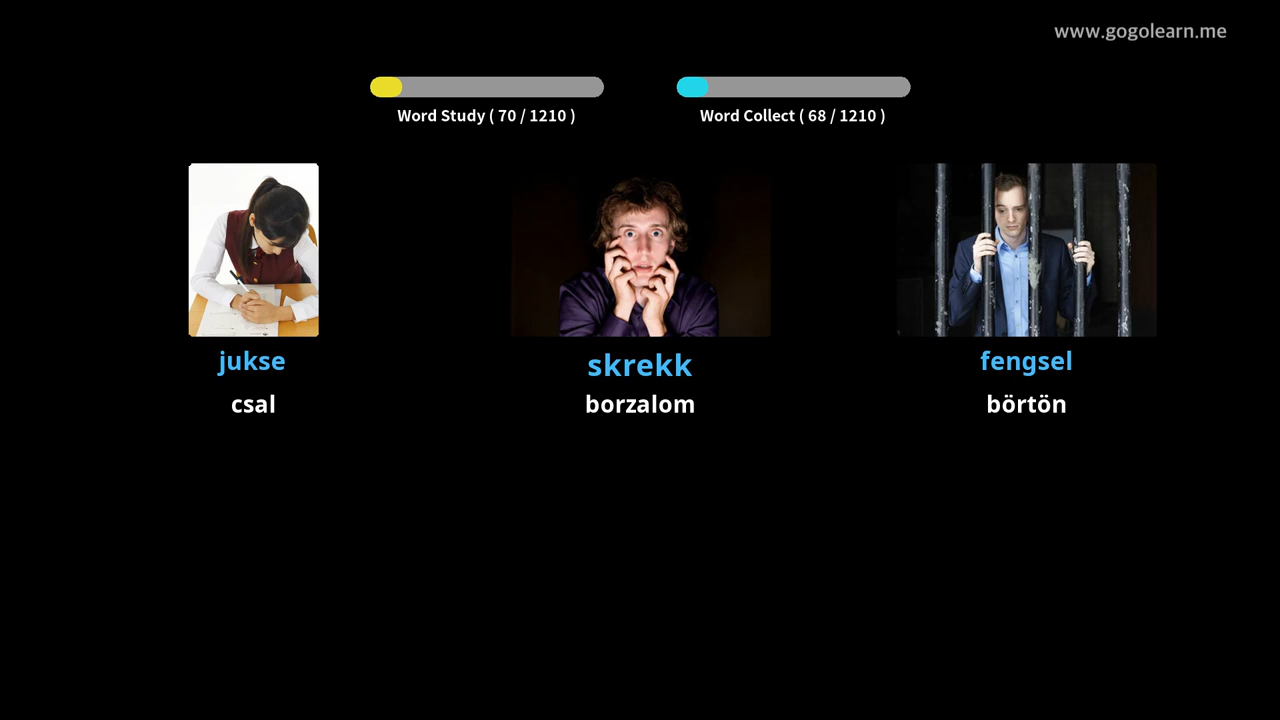 www.gogolearn.me
Word Study ( 70 / 1210 )
Word Collect ( 68 / 1210 )
jukse
csal
skrekk
borzalom
fengsel
börtön